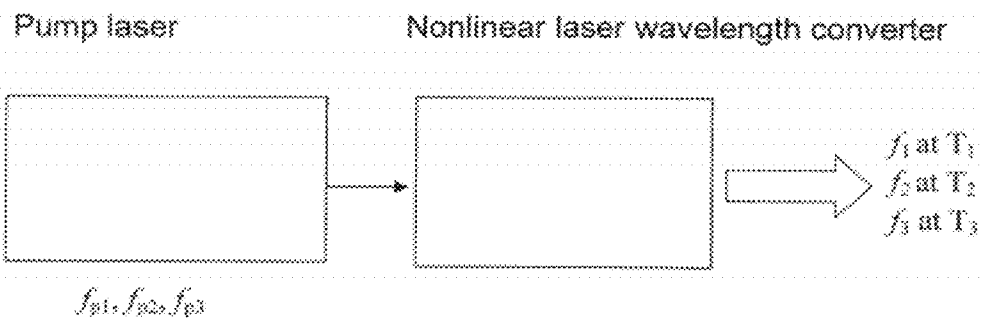 Pump laser
Nonlinear laser wavelength converter
f₁ at T₁
f₂ at T₂
f₃ at T₃
fₚ₁, fₚ₂, fₚ₃